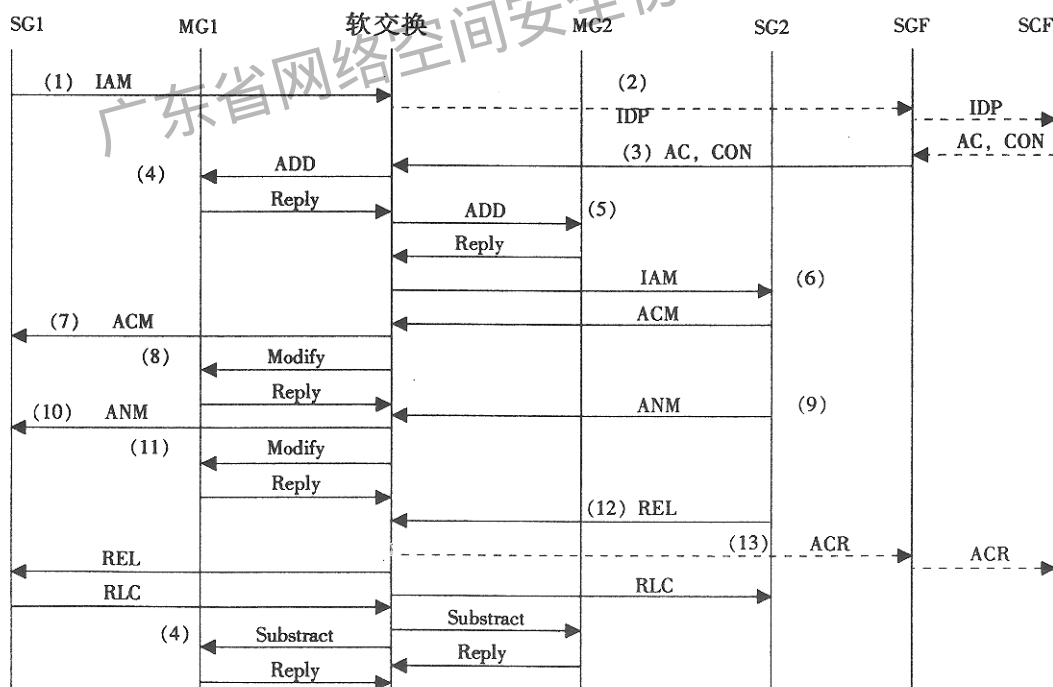 SG1 MG1 软交换 MG2 SG2 SGF SCF
广东省网络空间安全协
(1) IAM
(2)
IDP
IDP
AC, CON
(3) AC, CON
(4) ADD
Reply
ADD (5)
Reply
IAM (6)
ACM
(7) ACM
(8) Modify
Reply
ANM (9)
(10) ANM
(11) Modify
Reply
(12) REL
(13) ACR
ACR
REL
RLC
RLC
Substract
(4) Substract
Reply
Reply